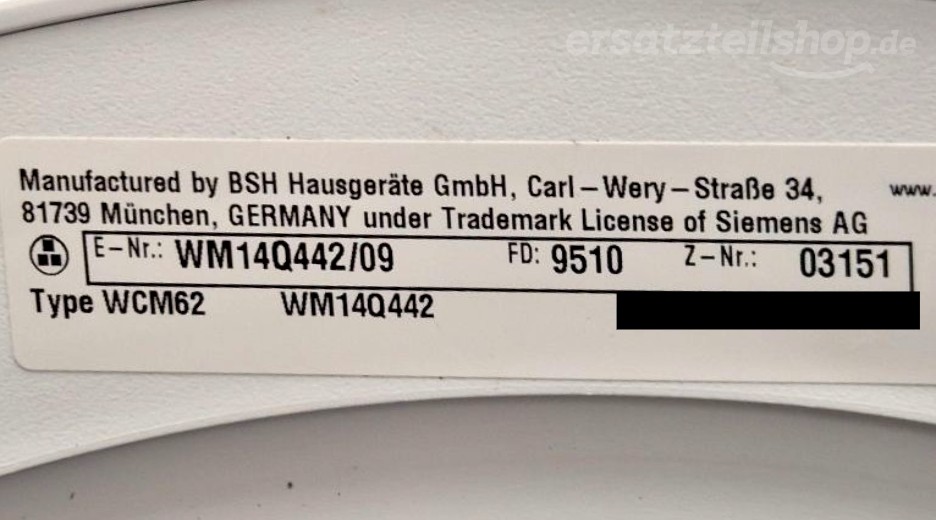 ersatzteilshop.de
Manufactured by BSH Hausgeräte GmbH, Carl-Wery-Straße 34, www.
81739 München, GERMANY under Trademark License of Siemens AG
E-Nr.: WM14Q442/09 FD: 9510 Z-Nr.: 03151
Type WCM62 WM14Q442